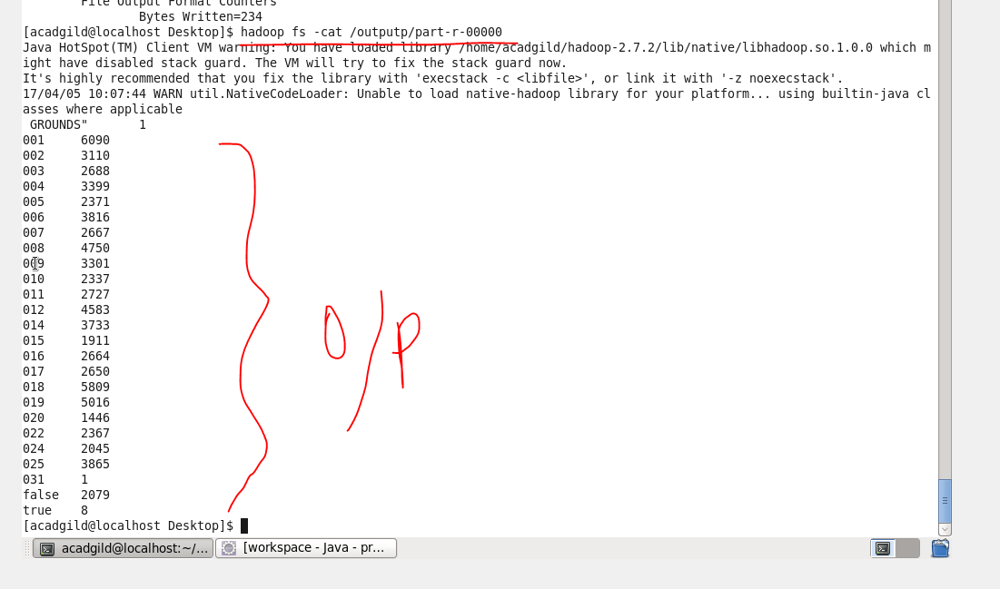 File Output Format Counters
Bytes Written=234
[acadgild@localhost Desktop]$ hadoop fs -cat /outputp/part-r-00000
Java HotSpot(TM) Client VM warning: You have loaded library /home/acadgild/hadoop-2.7.2/lib/native/libhadoop.so.1.0.0 which m
ight have disabled stack guard. The VM will try to fix the stack guard now.
It's highly recommended that you fix the library with 'execstack -c <libfile>', or link it with '-z noexecstack'.
17/04/05 10:07:44 WARN util.NativeCodeLoader: Unable to load native-hadoop library for your platform... using builtin-java cl
asses where applicable
 GROUNDS"       1
001     6090
002     3110
003     2688
004     3399
005     2371
006     3816
007     2667
008     4750
009     3301
010     2337
011     2727
012     4583
014     3733
015     1911
016     2664
017     2650
018     5809
019     5016
020     1446
022     2367
024     2045
025     3865
031     1
false   2079
true    8
O/P
[acadgild@localhost Desktop]$
acadgild@localhost:~/...
[workspace - Java - pr...